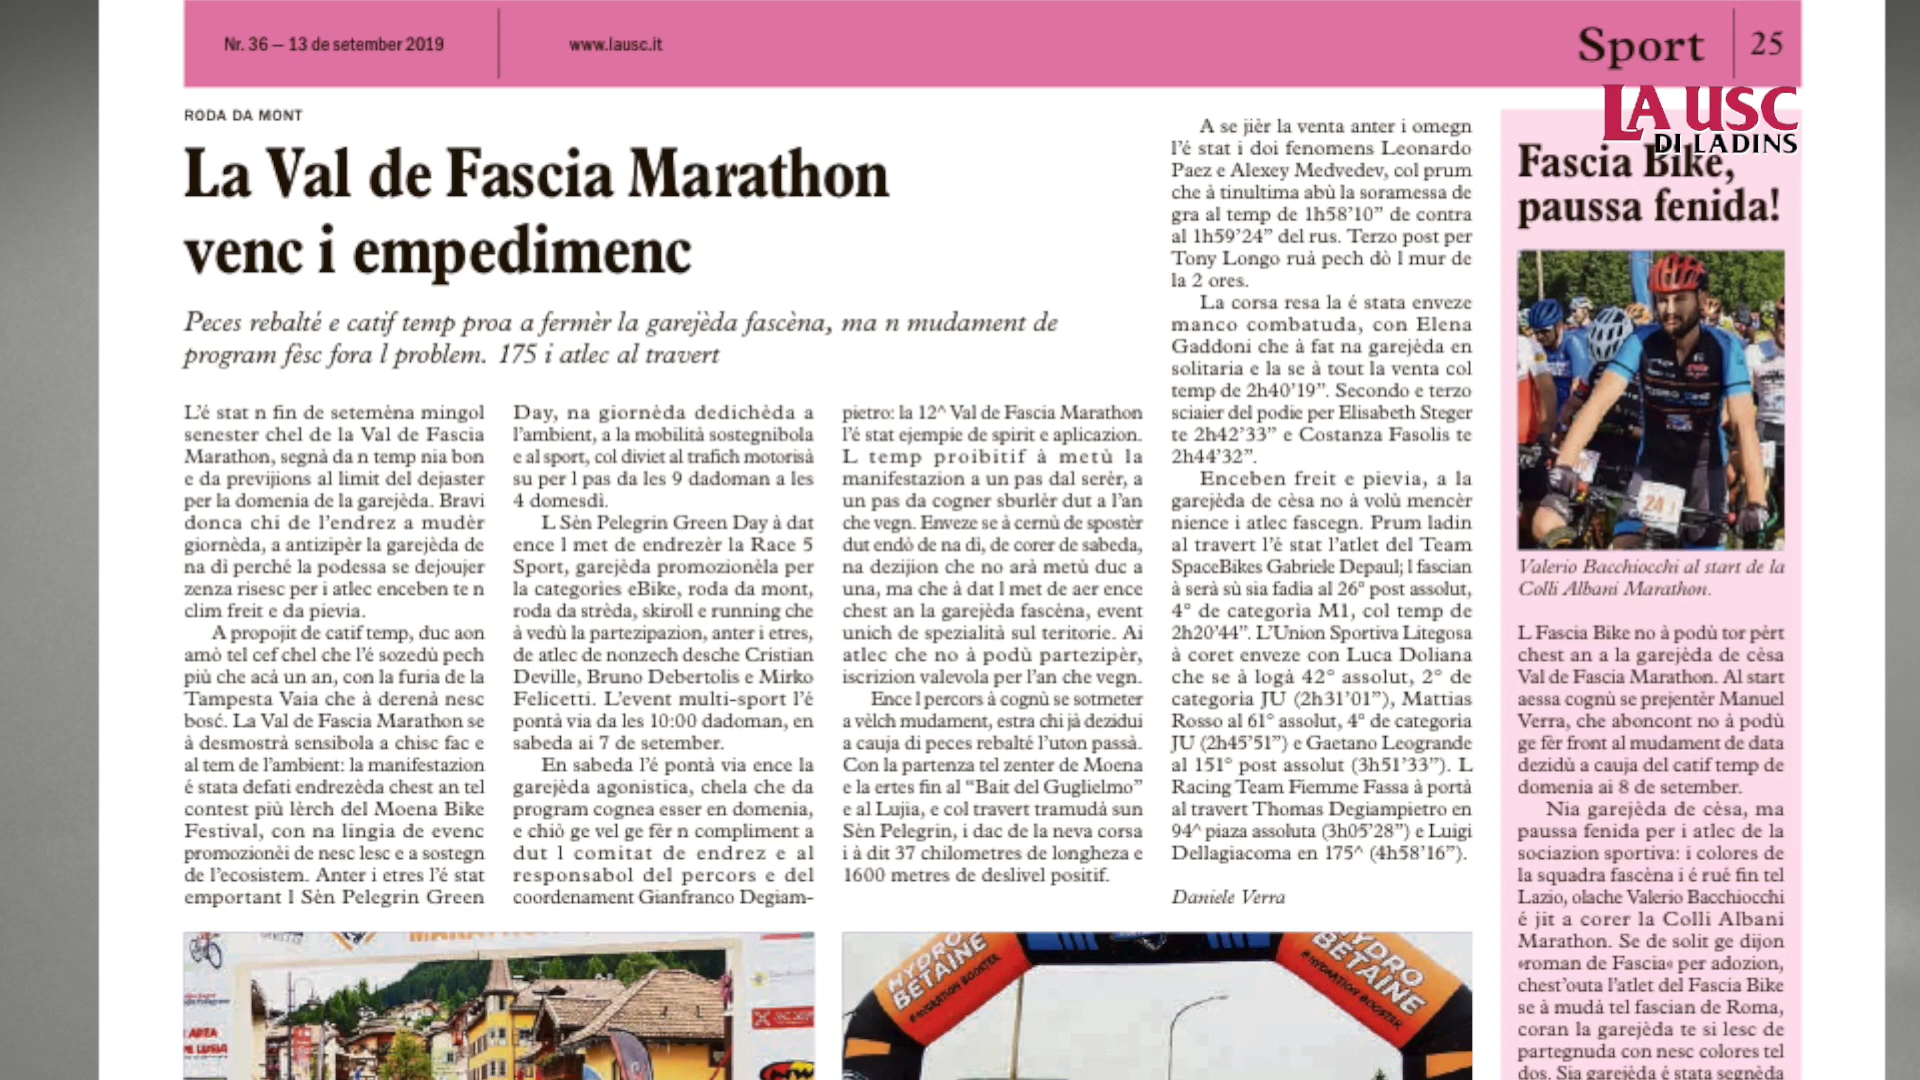 Nr. 36 – 13 de setember 2019
www.lausc.it
Sport
25
LA USC
DI LADINS
RODA DA MONT
La Val de Fascia Marathon
venc i empedimenc
Peces rebalté e catif temp proa a fermèr la garejèda fascèna, ma n mudament de
program fèsc fora l problem. 175 i atlec al travert
L'é stat n fin de setemèna mingol
senester chel de la Val de Fascia
Marathon, segnà da n temp nia bon
e da previjions al limit del dejaster
per la domenia de la garejèda. Bravi
donca chi de l'endrez a mudèr
giornèda, a antizipèr la garejèda de
na dì perché la podessa se dejoujer
zenza risesc per i atlec enceben te n
clim freit e da pievia.
A propojit de catif temp, duc aon
amò tel cef chel che l'é sozedù pech
più che acà un an, con la furia de la
Tampesta Vaia che à derenà nesc
bosć. La Val de Fascia Marathon se
à desmostrà sensibola a chisc fac e
al tem de l'ambient: la manifestazion
é stata defati endrezèda chest an tel
contest più lèrch del Moena Bike
Festival, con na lingia de evenc
promozionèi de nesc lesc e a sostegn
de l'ecosistem. Anter i etres l'é stat
emportant l Sèn Pelegrin Green
Day, na giornèda dedichèda a
l'ambient, a la mobilità sostegnibola
e al sport, col diviet al trafich motorisà
su per l pas da les 9 dadoman a les
4 domesdì.
L Sèn Pelegrin Green Day à dat
ence l met de endrezèr la Race 5
Sport, garejèda promozionèla per
la categories eBike, roda da mont,
roda da strèda, skiroll e running che
à vedù la partezipazion, anter i etres,
de atlec de nonzech desche Cristian
Deville, Bruno Debertolis e Mirko
Felicetti. L'event multi-sport l'é
pontà via da les 10:00 dadoman, en
sabeda ai 7 de setember.
En sabeda l'é pontà via ence la
garejèda agonistica, chela che da
program cognea esser en domenia,
e chiò ge vel ge fèr n compliment a
dut l comitat de endrez e al
responsabol del percors e del
coordenament Gianfranco Degiam-
pietro: la 12^ Val de Fascia Marathon
l'é stat ejempie de spirit e aplicazion.
L temp proibitif à metù la
manifestazion a un pas dal serèr, a
un pas da cogner sburlèr dut a l'an
che vegn. Enveze se à cernù de spostèr
dut endò de na dì, de corer de sabeda,
na dezijion che no arà metù duc a
una, ma che à dat l met de aer ence
chest an la garejèda fascèna, event
unich de spezialità sul teritorie. Ai
atlec che no à podù partezipèr,
iscrizion valevola per l'an che vegn.
Ence l percors à cognù se sotmeter
a vèlch mudament, estra chi jà dezidui
a cauja di peces rebalté l'uton passà.
Con la partenza tel zenter de Moena
e la ertes fin al “Bait del Guglielmo”
e al Lujia, e col travert tramudà sun
Sèn Pelegrin, i dac de la neva corsa
i à dit 37 chilometres de longheza e
1600 metres de deslivel positif.
A se jièr la venta anter i omegn
l'é stat i doi fenomens Leonardo
Paez e Alexey Medvedev, col prum
che à tinultima abù la soramessa de
gra al temp de 1h58'10” de contra
al 1h59'24” del rus. Terzo post per
Tony Longo ruà pech dò l mur de
la 2 ores.
La corsa resa la é stata enveze
manco combatuda, con Elena
Gaddoni che à fat na garejèda en
solitaria e la se à tout la venta col
temp de 2h40'19”. Secondo e terzo
sciaier del podie per Elisabeth Steger
te 2h42'33” e Costanza Fasolis te
2h44'32”.
Enceben freit e pievia, a la
garejèda de cèsa no à volù mencèr
nience i atlec fascegn. Prum ladin
al travert l'é stat l'atlet del Team
SpaceBikes Gabriele Depaul; l fascian
à serà sù sia fadia al 26° post assolut,
4° de categoria M1, col temp de
2h20'44”. L'Union Sportiva Litegosa
à coret enveze con Luca Doliana
che se à logà 42° assolut, 2° de
categoria JU (2h31'01”), Mattias
Rosso al 61° assolut, 4° de categoria
JU (2h45'51”) e Gaetano Leogrande
al 151° post assolut (3h51'33”). L
Racing Team Fiemme Fassa à portà
al travert Thomas Degiampietro en
94^ piaza assoluta (3h05'28”) e Luigi
Dellagiacoma en 175^ (4h58'16”).
Daniele Verra
Fascia Bike,
paussa fenida!
24
Valerio Bacchiocchi al start de la
Colli Albani Marathon.
L Fascia Bike no à podù tor pèrt
chest an a la garejèda de cèsa
Val de Fascia Marathon. Al start
aessa cognù se prejentèr Manuel
Verra, che aboncont no à podù
ge fèr front al mudament de data
dezidù a cauja del catif temp de
domenia ai 8 de setember.
Nia garejèda de cèsa, ma
paussa fenida per i atlec de la
sociazion sportiva: i colores de
la squadra fascèna i é rué fin tel
Lazio, olache Valerio Bacchiocchi
é jit a corer la Colli Albani
Marathon. Se de solit ge dijon
«roman de Fascia» per adozion,
chest'outa l'atlet del Fascia Bike
se à mudà tel fascian de Roma,
coran la garejèda te si lesc de
partegnuda con nesc colores tel
dos. Sia garejèda é stata segnèda
HYDRO
BETAINE
#HYDRATION BOOSTER
HYDRO
BETAINE
#HYDRATION BOOSTER